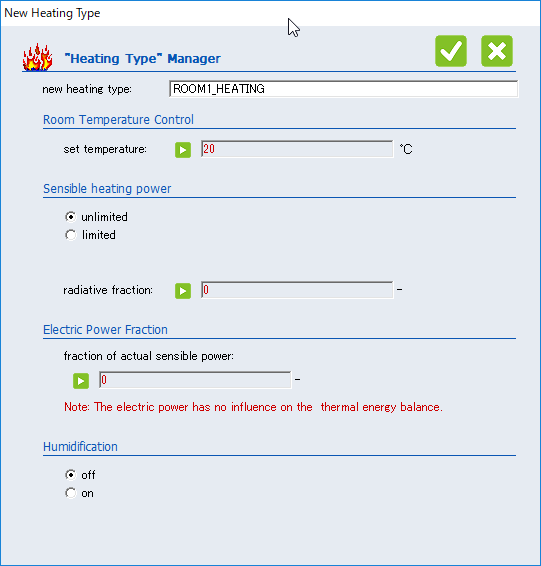 New Heating Type
"Heating Type" Manager
new heating type: ROOM1_HEATING
Room Temperature Control
set temperature: 20 °C
Sensible heating power
unlimited
limited
radiative fraction: 0 -
Electric Power Fraction
fraction of actual sensible power:
0 -
Note: The electric power has no influence on the thermal energy balance.
Humidification
off
on